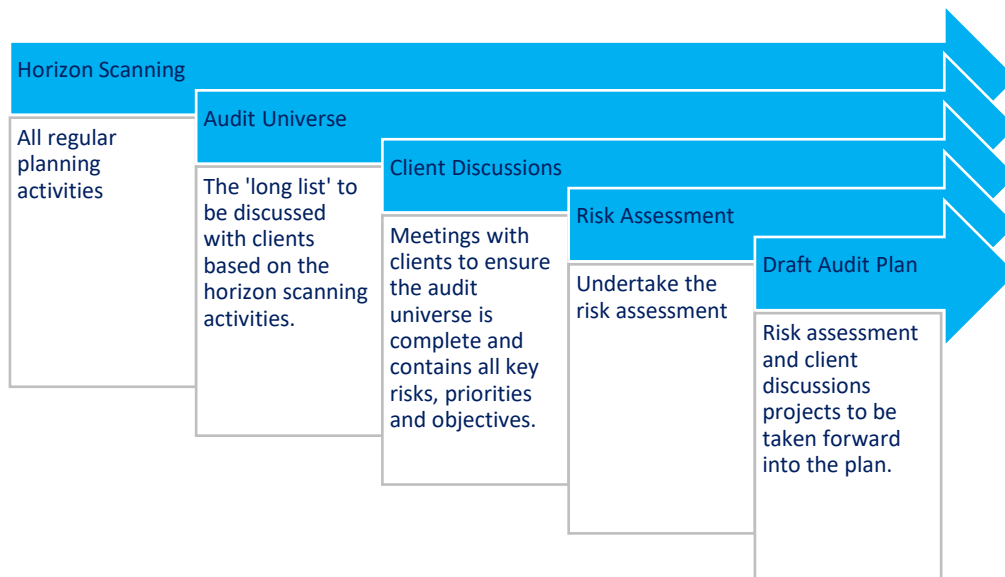 Horizon Scanning
All regular
planning
activities
Audit Universe
The 'long list' to
be discussed
with clients
based on the
horizon scanning
activities.
Client Discussions
Meetings with
clients to ensure
the audit
universe is
complete and
contains all key
risks, priorities
and objectives.
Risk Assessment
Undertake the
risk assessment
Draft Audit Plan
Risk assessment
and client
discussions
projects to be
taken forward
into the plan.